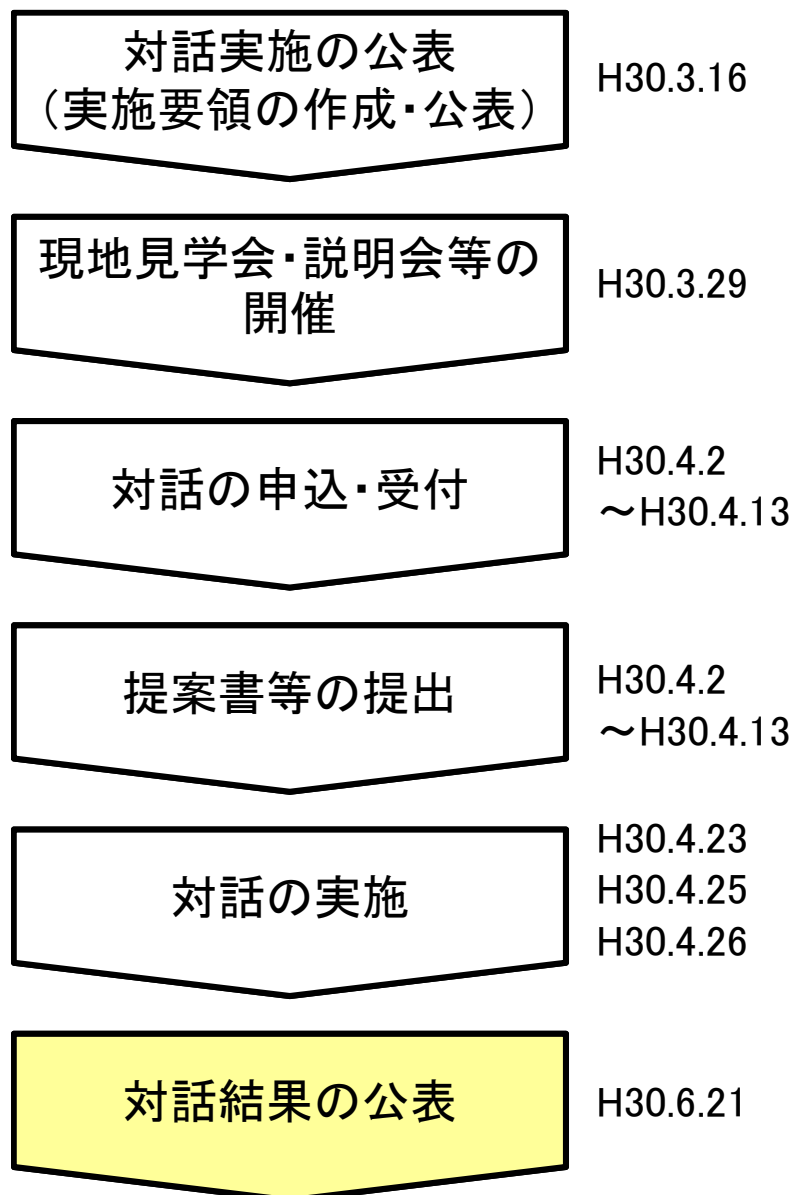 対話実施の公表
（実施要領の作成・公表）
H30.3.16
現地見学会・説明会等の
開催
H30.3.29
対話の申込・受付
H30.4.2
～H30.4.13
提案書等の提出
H30.4.2
～H30.4.13
対話の実施
H30.4.23
H30.4.25
H30.4.26
対話結果の公表
H30.6.21